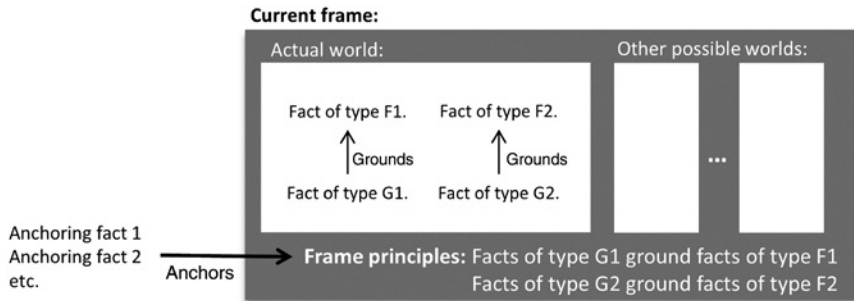 Current frame:
Actual world:
Other possible worlds:
Fact of type F1.
Fact of type F2.
Grounds
Grounds
...
Fact of type G1.
Fact of type G2.
Anchoring fact 1
Anchoring fact 2
etc.
Anchors
Frame principles: Facts of type G1 ground facts of type F1
Facts of type G2 ground facts of type F2